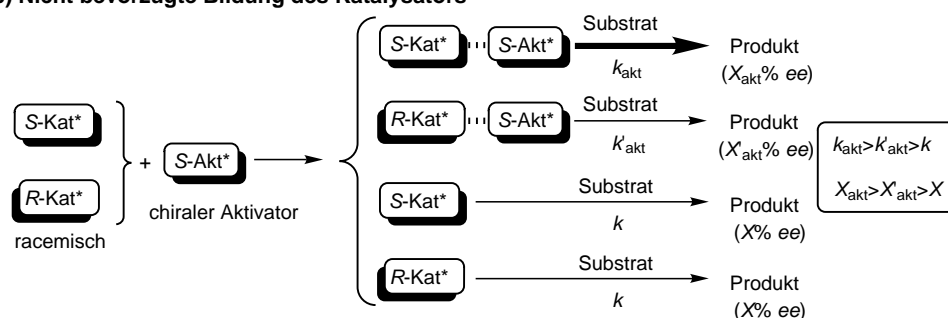 Nicht bevorzugte Bildung des Katalysators
S-Kat* S-Akt* Substrat Produkt
kakt (Xakt% ee)
R-Kat* S-Akt* Substrat Produkt
k'akt (X'akt% ee)
S-Kat*
R-Kat*
racemisch
+ S-Akt*
chiraler Aktivator
kakt>k'akt>k
Xakt>X'akt>X
S-Kat* Substrat Produkt
k (X% ee)
R-Kat* Substrat Produkt
k (X% ee)